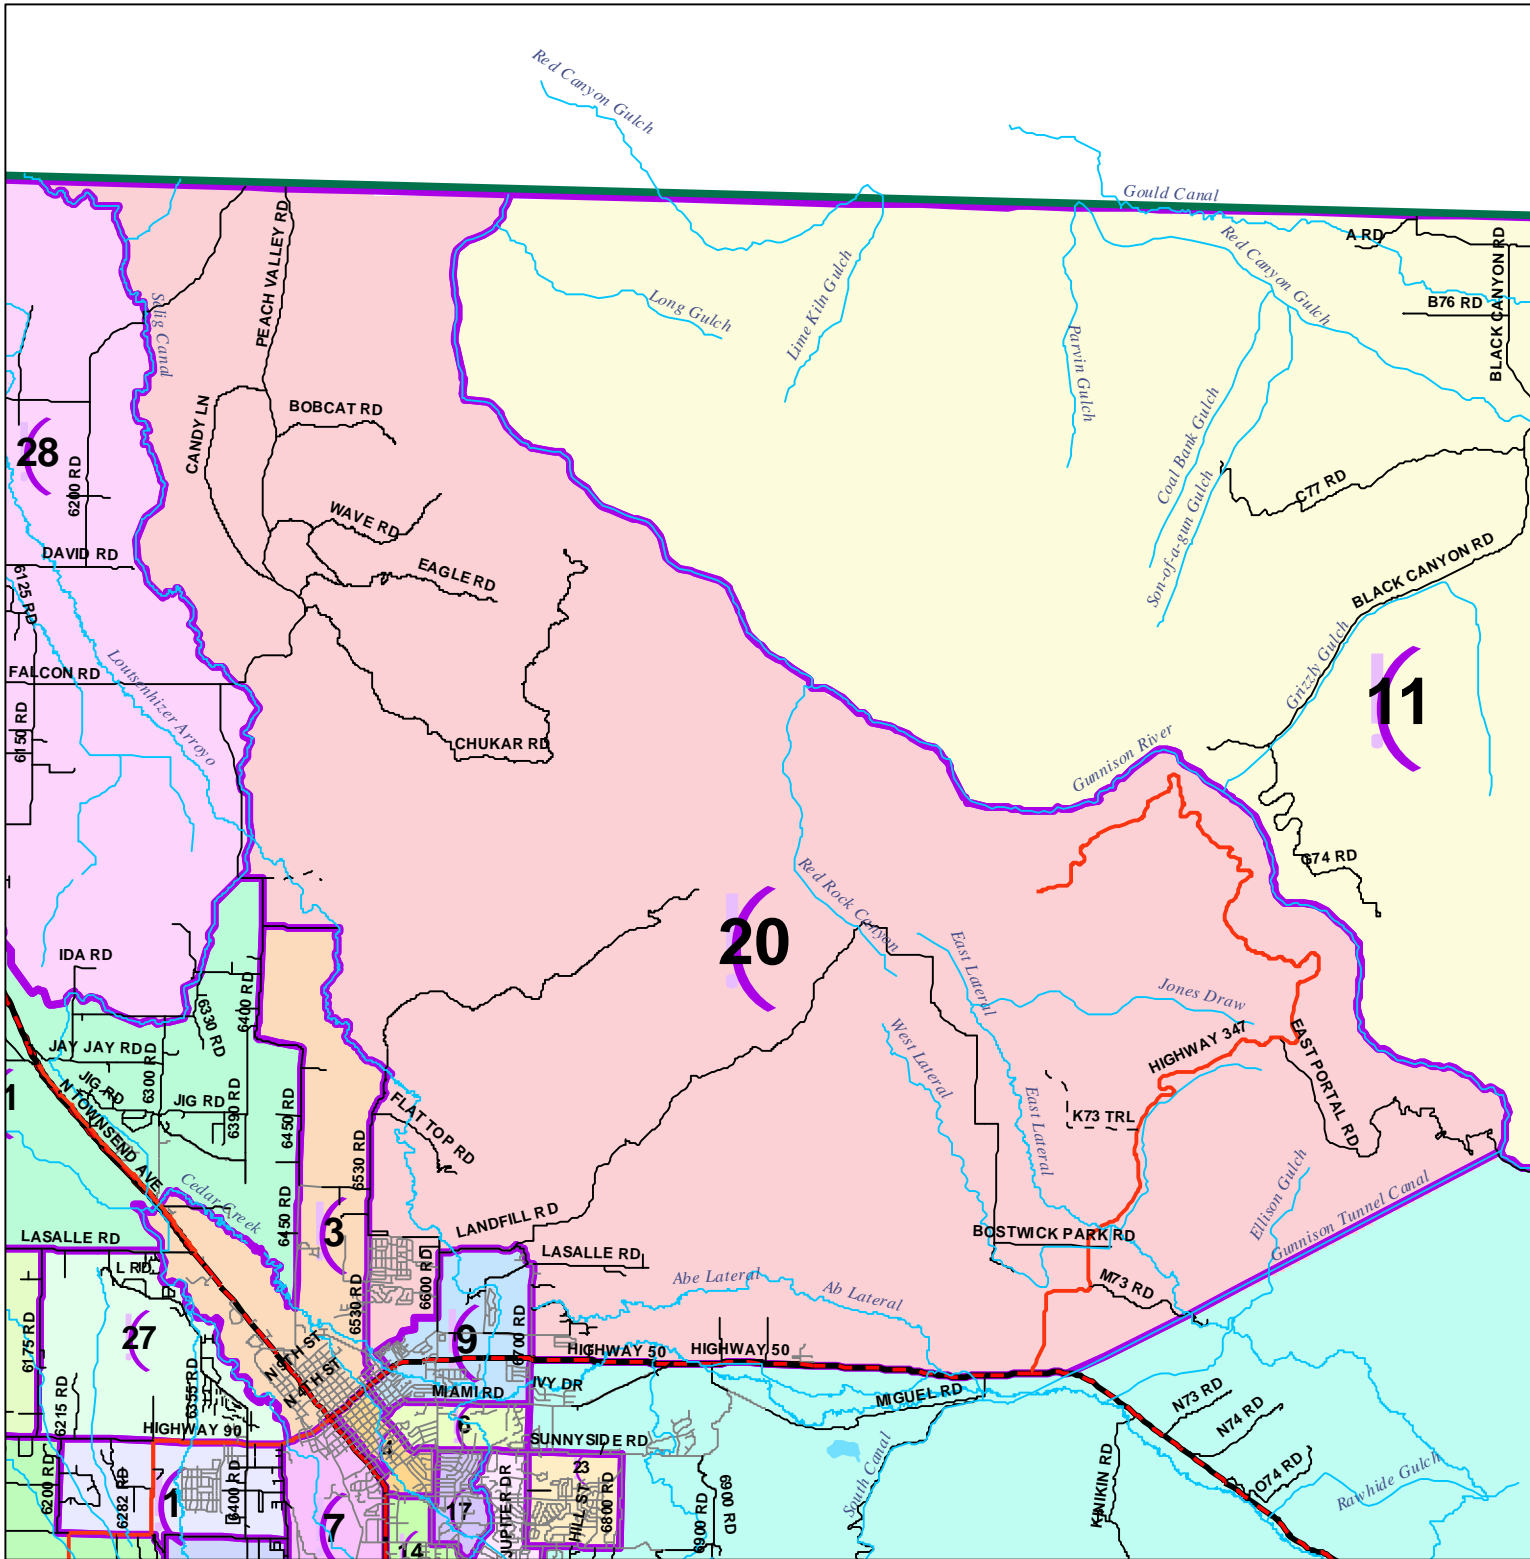 Red Canyon Gulch
Gould Canal
Red Canyon Gulch
A RD
BLACK CANYON RD
B76 RD
PEACH VALLEY RD
Selig Canal
Long Gulch
Lime Kiln Gulch
Parvin Gulch
Coal Bank Gulch
Son-of-a-gun Gulch
C77 RD
BLACK CANYON RD
CANDY LN
BOBCAT RD
28
6200 RD
WAVE RD
EAGLE RD
DAVID RD
6125 RD
FALCON RD
Loutsenhizer Arroyo
6150 RD
CHUKAR RD
Grizzly Gulch
11
Gunnison River
G74 RD
Red Rock Canyon
20
East Lateral
Jones Draw
West Lateral
HIGHWAY 347
EAST PORTAL RD
East Lateral
K73 TRL
IDA RD
6330 RD
6400 RD
JAY JAY RD
6300 RD
JIG RD
JIG RD
6390 RD
6450 RD
N TOWNSEND AVE
1
FLAT TOP RD
6530 RD
Cedar Creek
6450 RD
3
LANDFILL RD
LASALLE RD
LASALLE RD
L RD
6600 RD
6530 RD
BOSTWICK PARK RD
Ellison Gulch
Gunnison Tunnel Canal
M73 RD
Abe Lateral
Ab Lateral
6175 RD
27
6700 RD
9
HIGHWAY 50
HIGHWAY 50
N 9TH ST
N 4TH ST
6355 RD
6215 RD
MIAMI RD
IVY DR
MIGUEL RD
HIGHWAY 90
6
SUNNYSIDE RD
N73 RD
N74 RD
4
23
6200 RD
6282 RD
1
6400 RD
7
14
17
JUPITER DR
HILL ST
6800 RD
6900 RD
6900 RD
South Canal
KINIKIN RD
O74 RD
Rawhide Gulch